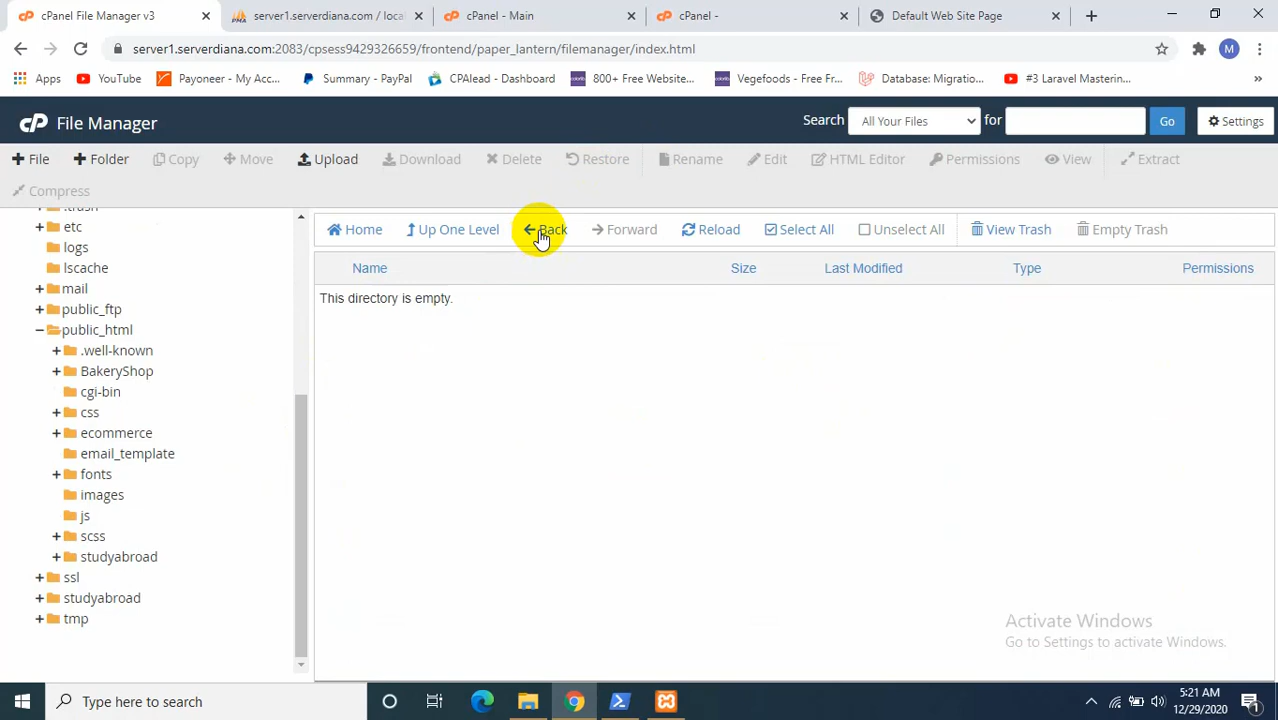 cPanel File Manager v3
server1.serverdiana.com / local
cPanel - Main
cPanel -
Default Web Site Page
server1.serverdiana.com:2083/cpsess9429326659/frontend/paper_lantern/filemanager/index.html
M
Apps
YouTube
Payoneer - My Acc...
Summary - PayPal
CPAlead - Dashboard
800+ Free Website...
Vegefoods - Free Fr...
Database: Migratio...
#3 Laravel Masterin...
cP File Manager
Search All Your Files for Go Settings
File
Folder
Copy
Move
Upload
Download
Delete
Restore
Rename
Edit
HTML Editor
Permissions
View
Extract
Compress
.trash
etc
logs
lscache
mail
public_ftp
public_html
.well-known
BakeryShop
cgi-bin
css
ecommerce
email_template
fonts
images
js
scss
studyabroad
ssl
studyabroad
tmp
Home
Up One Level
Back
Forward
Reload
Select All
Unselect All
View Trash
Empty Trash
Name Size Last Modified Type Permissions
This directory is empty.
Activate Windows
Go to Settings to activate Windows.
Type here to search
5:21 AM
12/29/2020
1